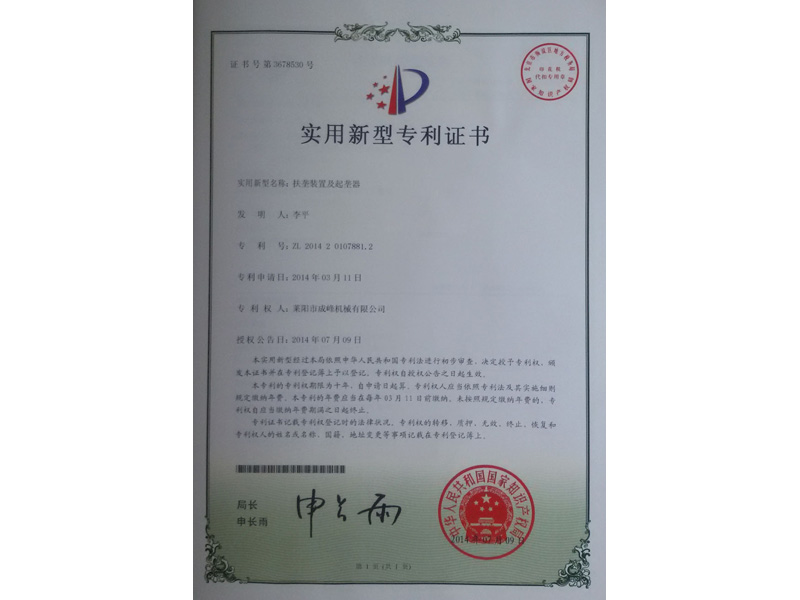 证书号第3678530号
实用新型专利证书
实用新型名称：扶垄装置及起垄器
发明人：李平
专利号：ZL 2014 2 0107881.2
专利申请日：2014年03月11日
专利权人：莱阳市成峰机械有限公司
授权公告日：2014年07月09日
本实用新型经过本局依照中华人民共和国专利法进行初步审查，决定授予专利权，颁
发本证书并在专利登记簿上予以登记。专利权自授权公告之日起生效。
本专利的专利权期限为十年，自申请日起算。专利权人应当依照专利法及其实施细则
规定缴纳年费。本专利的年费应当在每年03月11日前缴纳。未按照规定缴纳年费的，专
利权自应当缴纳年费期满之日起终止。
专利证书记载专利权登记时的法律状况。专利权的转移、质押、无效、终止、恢复和
专利权人的姓名或名称、国籍、地址变更等事项记载在专利登记簿上。
局长
申长雨
申长雨
中华人民共和国国家知识产权局
2014年07月09日
第1页（共1页）